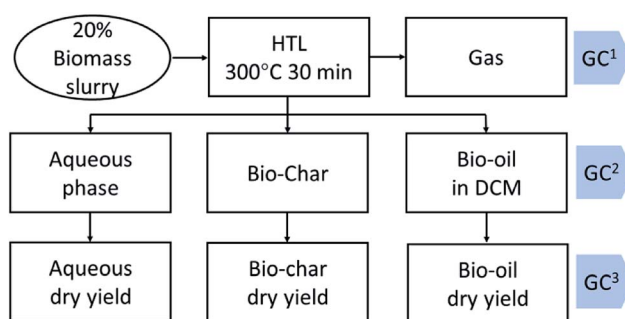 20%
Biomass
slurry
HTL
300°C 30 min
Gas
GC¹
Aqueous
phase
Bio-Char
Bio-oil
in DCM
GC²
Aqueous
dry yield
Bio-char
dry yield
Bio-oil
dry yield
GC³